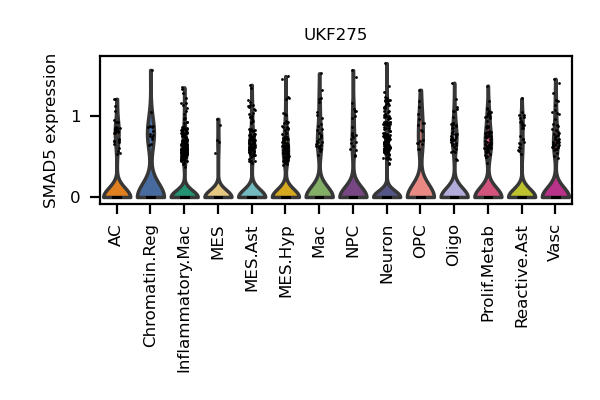 UKF275
SMAD5 expression
1
0
AC
Chromatin.Reg
Inflammatory.Mac
MES
MES.Ast
MES.Hyp
Mac
NPC
Neuron
OPC
Oligo
Prolif.Metab
Reactive.Ast
Vasc